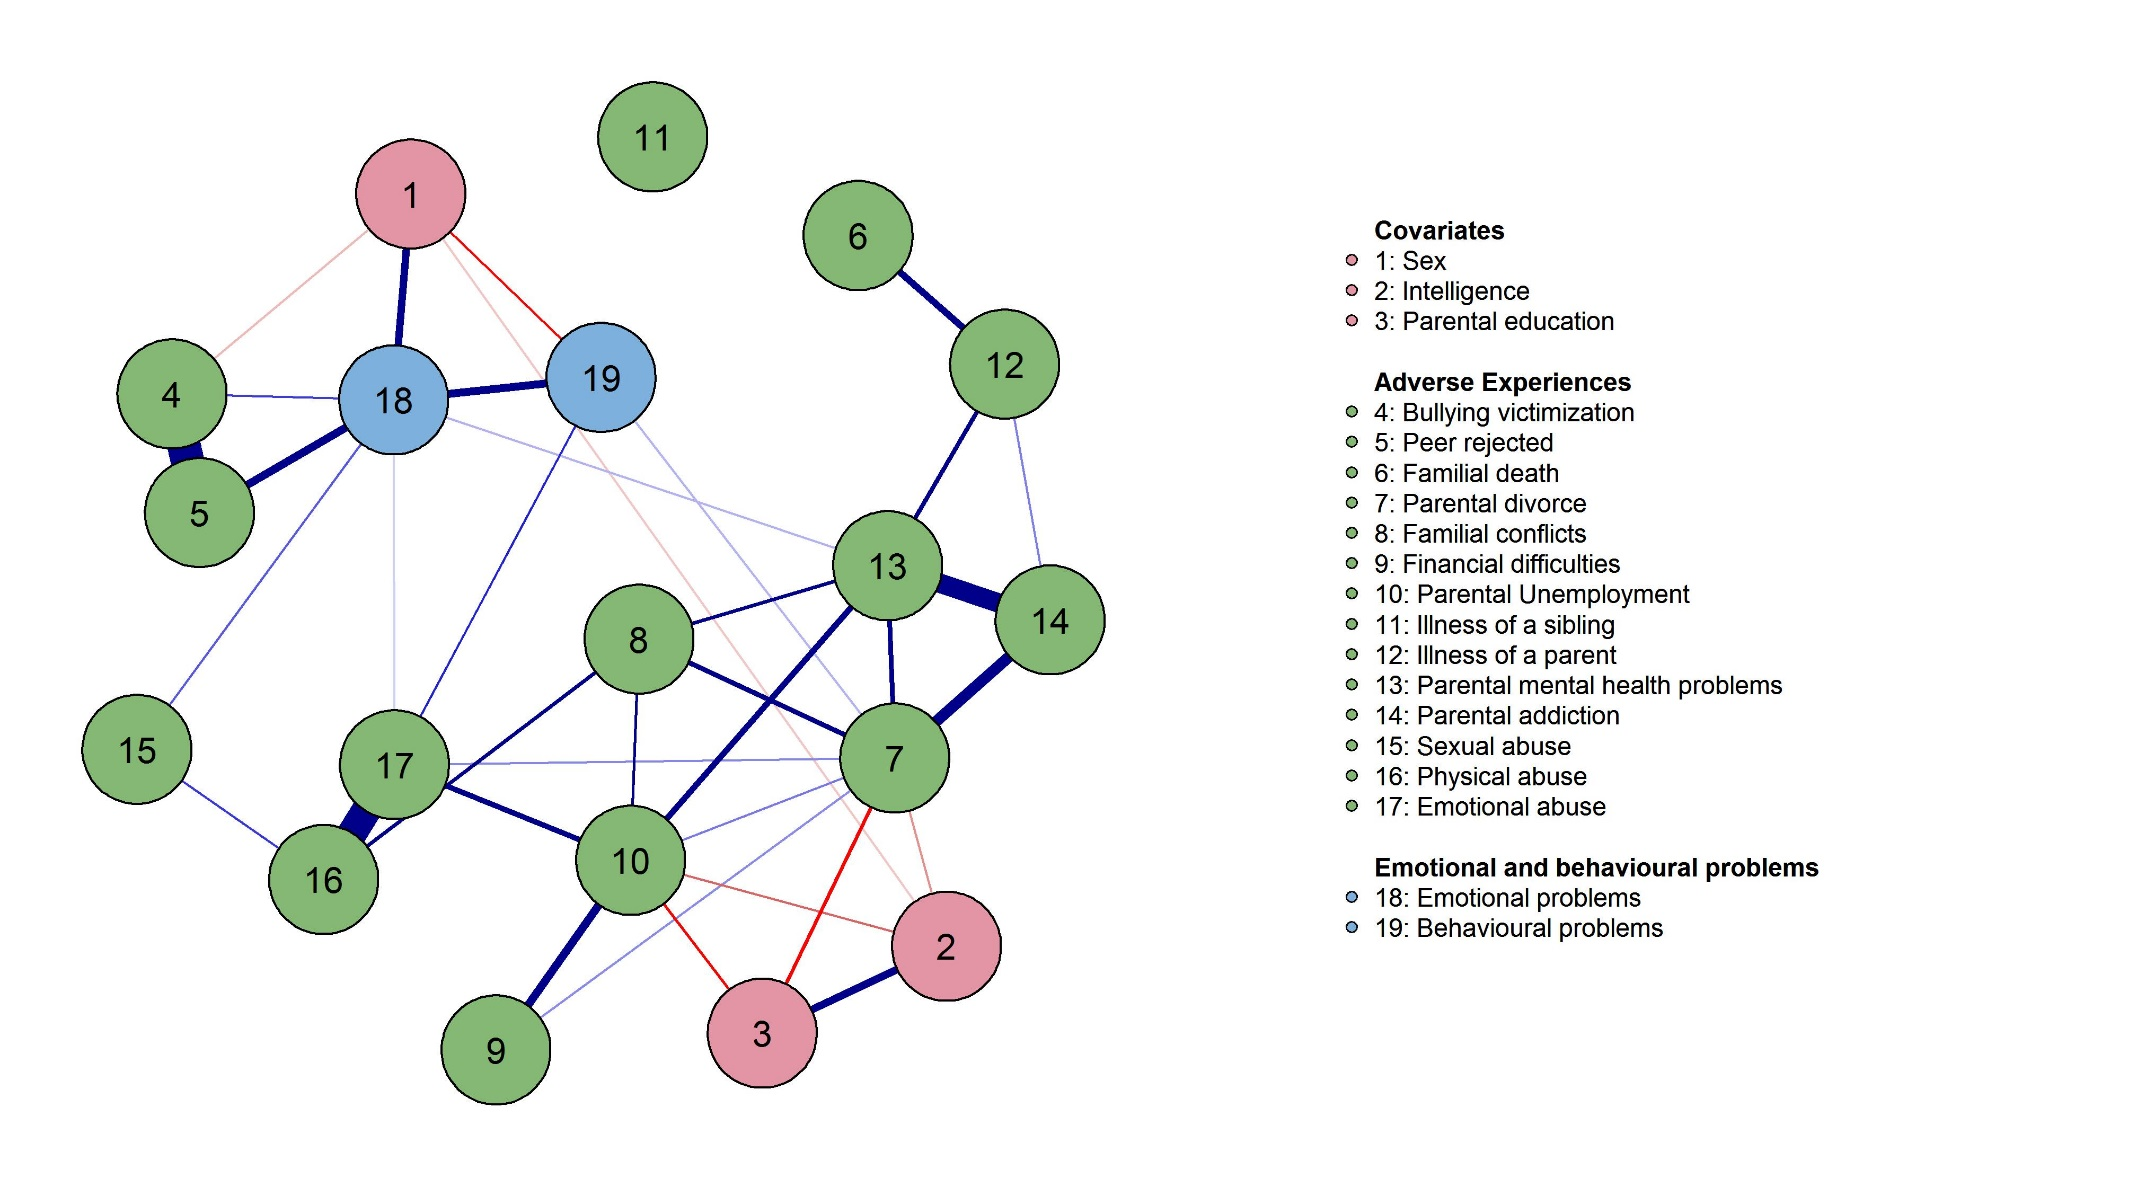 11
1
6
12
19
4
18
5
13
14
8
15
17
7
10
16
2
3
9
Covariates
1: Sex
2: Intelligence
3: Parental education
Adverse Experiences
4: Bullying victimization
5: Peer rejected
6: Familial death
7: Parental divorce
8: Familial conflicts
9: Financial difficulties
10: Parental Unemployment
11: Illness of a sibling
12: Illness of a parent
13: Parental mental health problems
14: Parental addiction
15: Sexual abuse
16: Physical abuse
17: Emotional abuse
Emotional and behavioural problems
18: Emotional problems
19: Behavioural problems